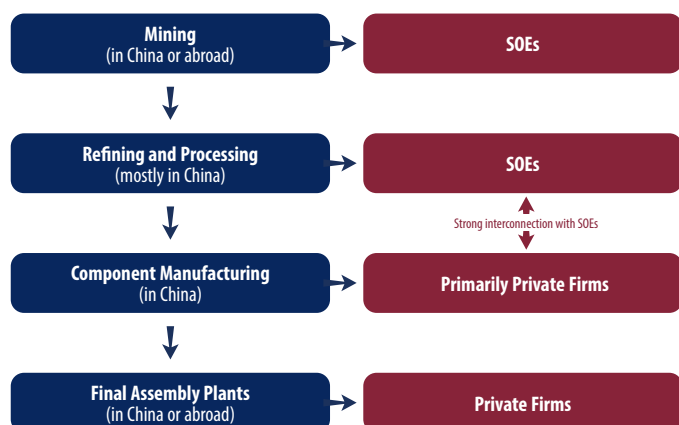 Mining
(in China or abroad)
SOEs
Refining and Processing
(mostly in China)
SOEs
Strong interconnection with SOEs
Component Manufacturing
(in China)
Primarily Private Firms
Final Assembly Plants
(in China or abroad)
Private Firms